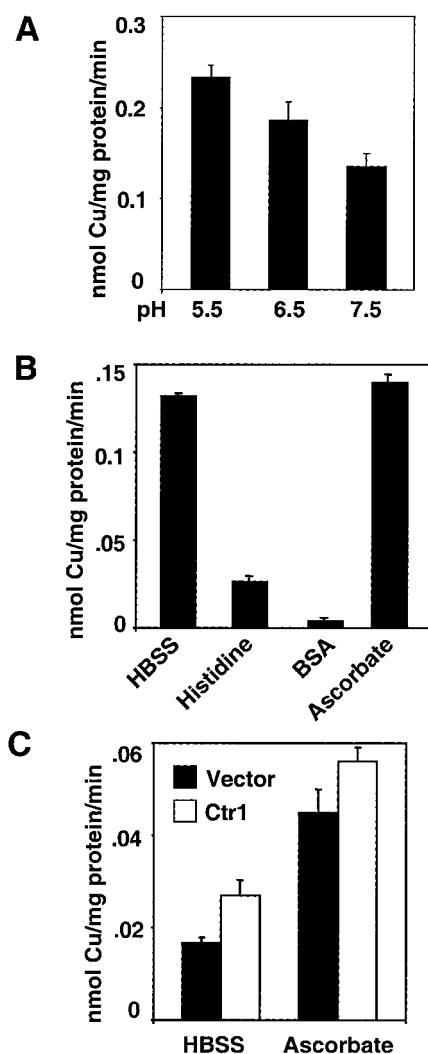 A
nmol Cu/mg protein/min
0.3
0.2
0.1
0
pH 5.5 6.5 7.5
B
nmol Cu/mg protein/min
.15
0.1
.05
0
HBSS Histidine BSA Ascorbate
C
nmol Cu/mg protein/min
.06
.04
.02
0
Vector
Ctr1
HBSS Ascorbate